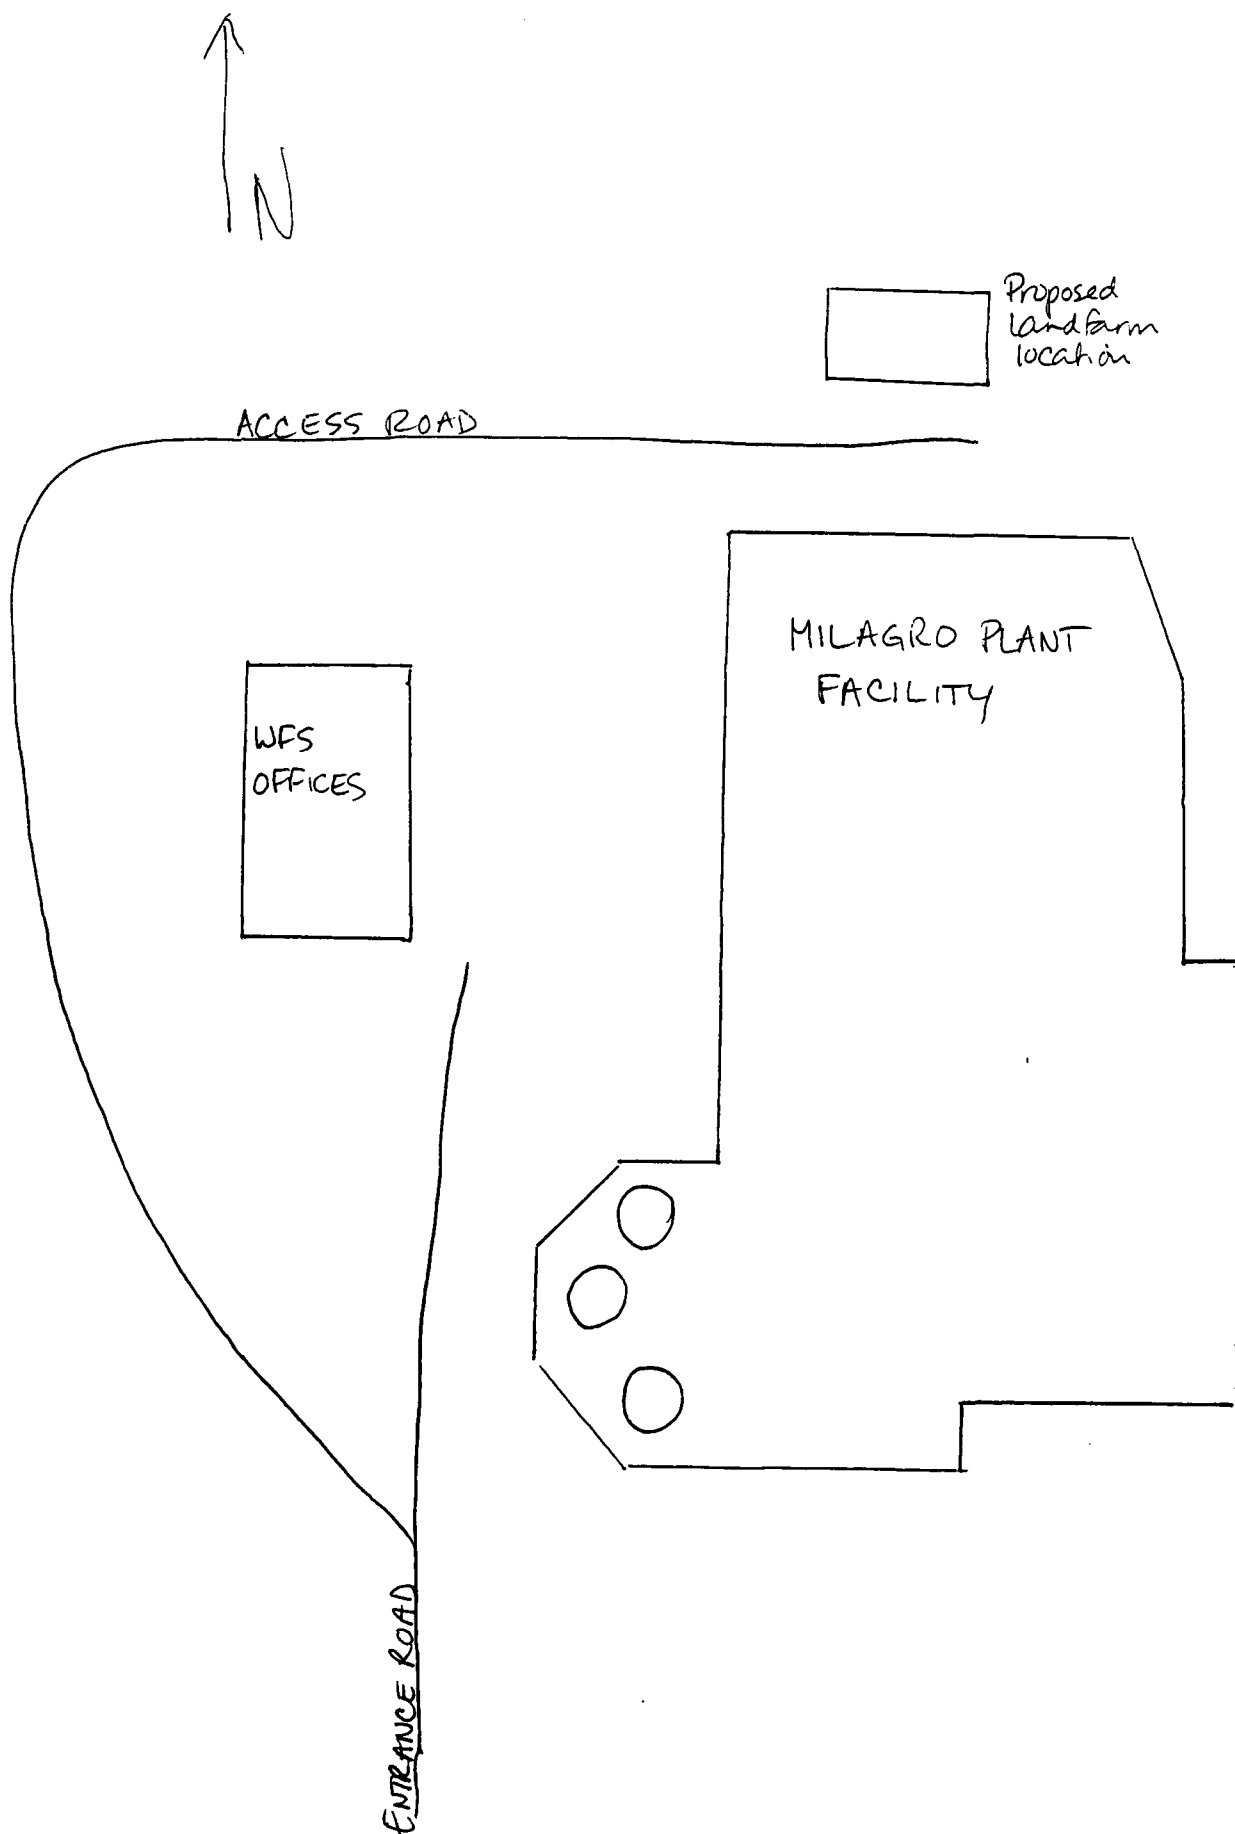 N
Proposed
landfarm
location
ACCESS ROAD
MILAGRO PLANT
FACILITY
WFS
OFFICES
ENTRANCE ROAD